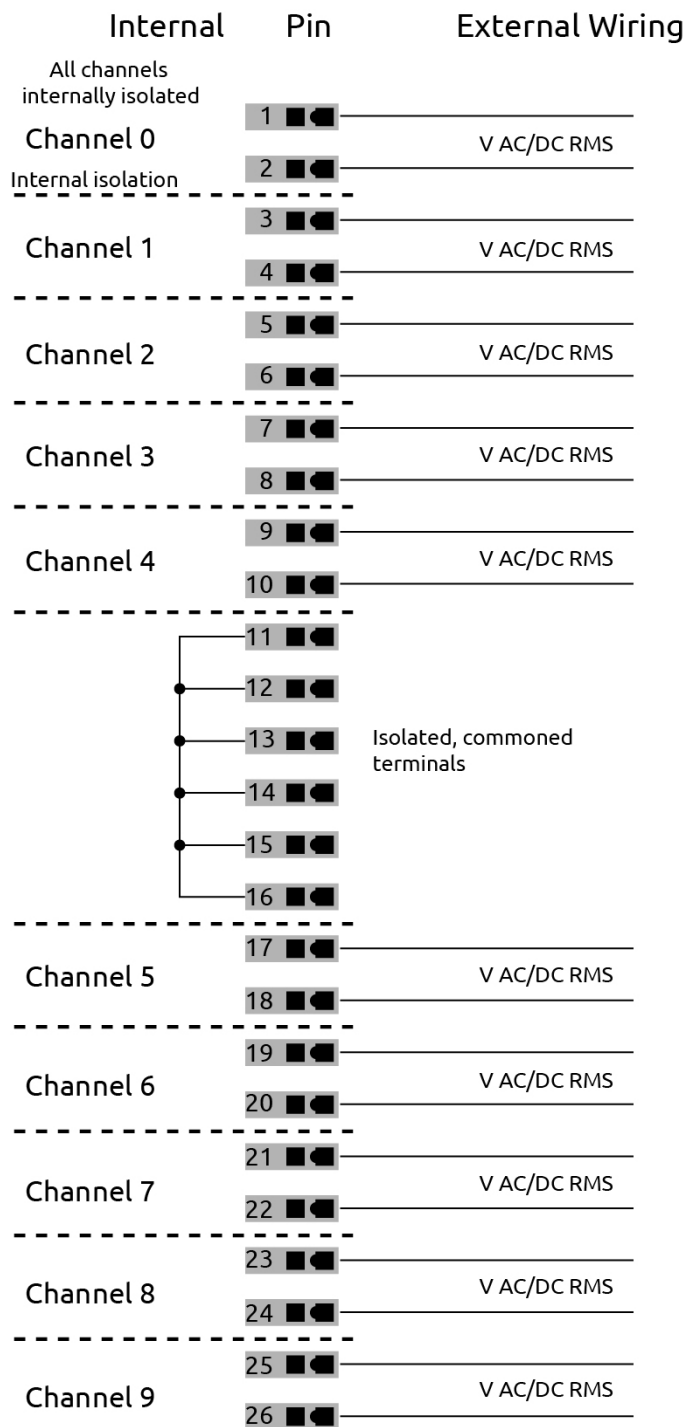 Internal Pin External Wiring
All channels
internally isolated
1
Channel 0
V AC/DC RMS
2
Internal isolation
3
Channel 1
V AC/DC RMS
4
5
Channel 2
V AC/DC RMS
6
7
Channel 3
V AC/DC RMS
8
9
Channel 4
V AC/DC RMS
10
11
12
13
Isolated, commoned
terminals
14
15
16
17
Channel 5
V AC/DC RMS
18
19
Channel 6
V AC/DC RMS
20
21
Channel 7
V AC/DC RMS
22
23
Channel 8
V AC/DC RMS
24
25
Channel 9
V AC/DC RMS
26